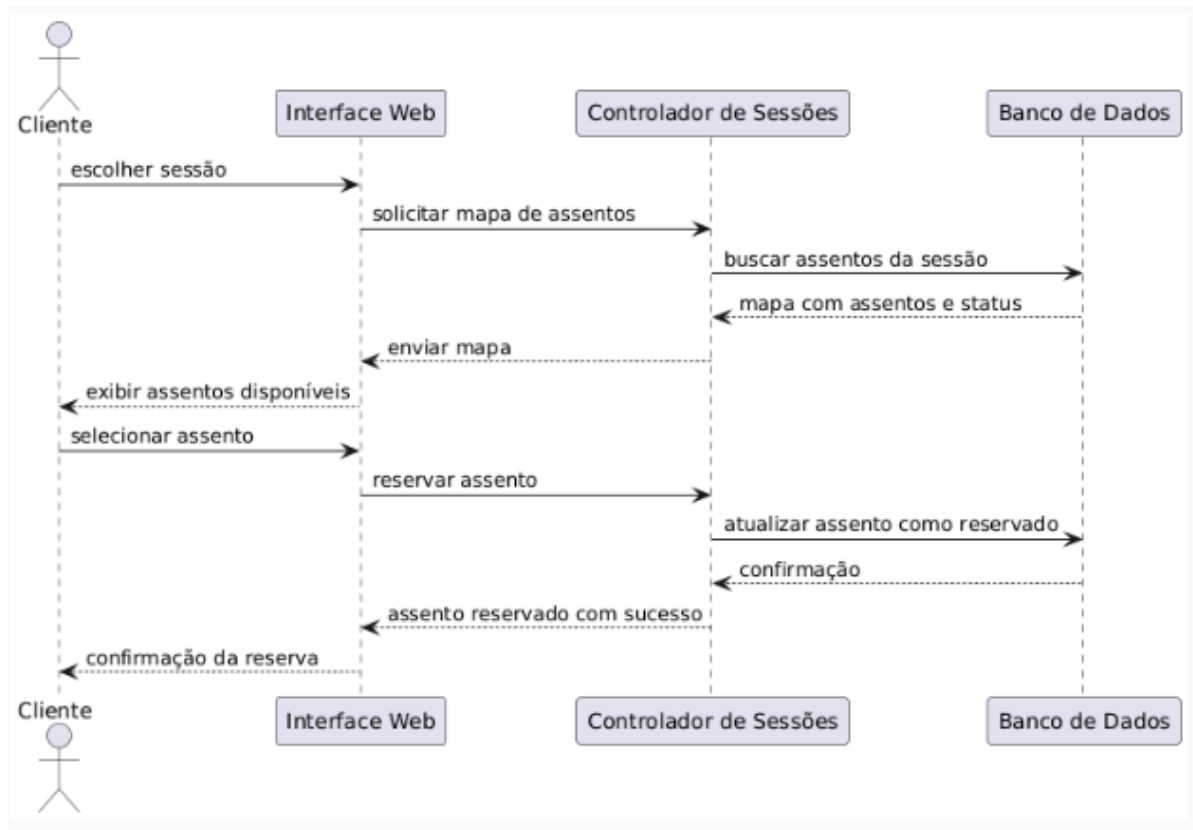 Cliente
Interface Web
Controlador de Sessões
Banco de Dados
escolher sessão
solicitar mapa de assentos
buscar assentos da sessão
mapa com assentos e status
enviar mapa
exibir assentos disponíveis
selecionar assento
reservar assento
atualizar assento como reservado
confirmação
assento reservado com sucesso
confirmação da reserva
Cliente
Interface Web
Controlador de Sessões
Banco de Dados